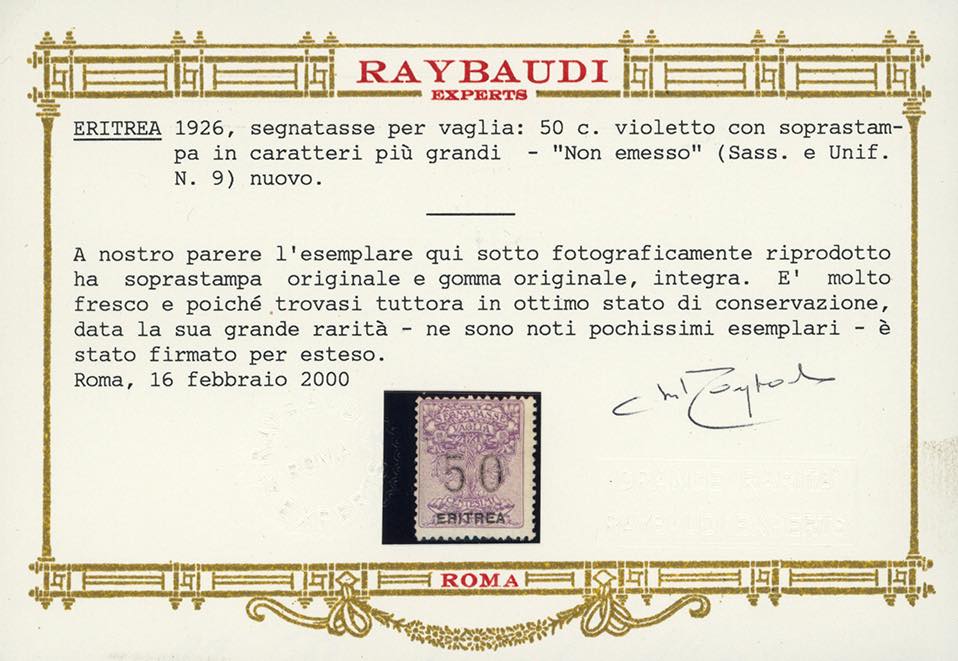 RAYBAUDI
EXPERTS
ERITREA 1926, segnatasse per vaglia: 50 c. violetto con soprastam-
pa in caratteri più grandi - "Non emesso" (Sass. e Unif.
N. 9) nuovo.
A nostro parere l'esemplare qui sotto fotograficamente riprodotto
ha soprastampa originale e gomma originale, integra. E' molto
fresco e poiché trovasi tuttora in ottimo stato di conservazione,
data la sua grande rarità - ne sono noti pochissimi esemplari - è
stato firmato per esteso.
Roma, 16 febbraio 2000
SEGNATASSE
VAGLIA
50
CENTESIMI
ERITREA
ROMA